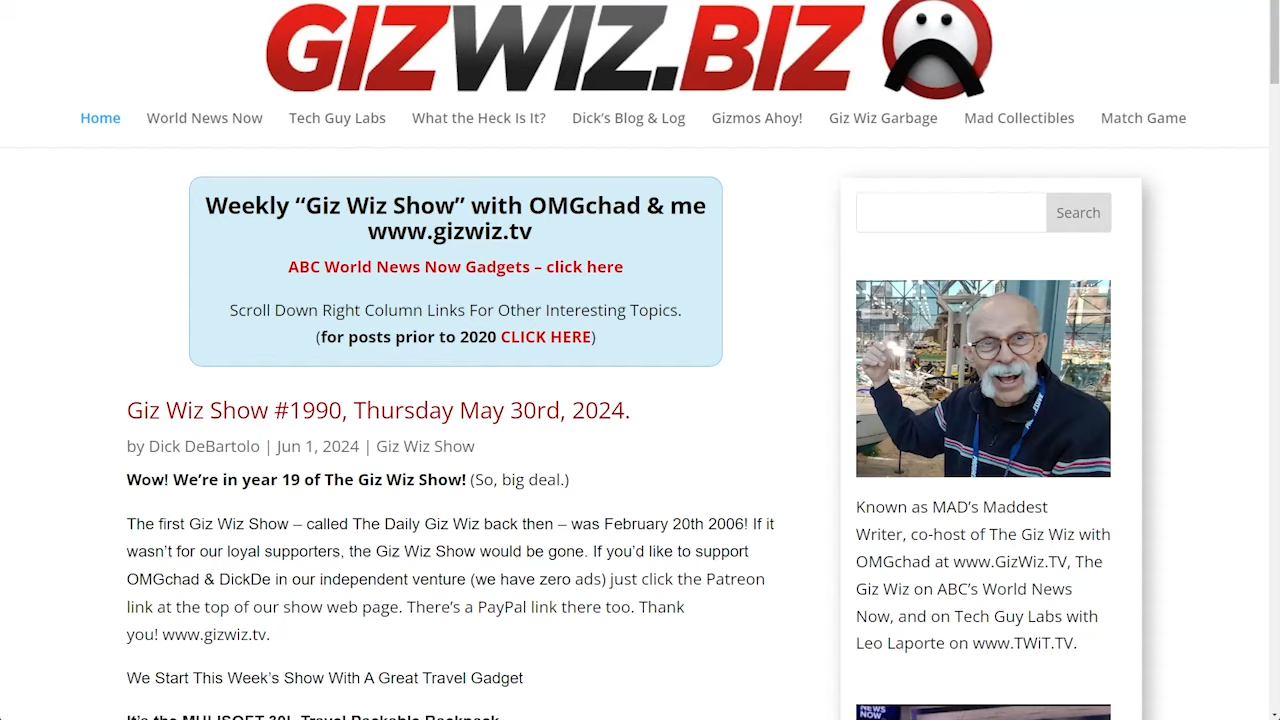 GIZWIZ.BIZ
Home World News Now Tech Guy Labs What the Heck Is It? Dick's Blog & Log Gizmos Ahoy! Giz Wiz Garbage Mad Collectibles Match Game
Weekly “Giz Wiz Show” with OMGchad & me
www.gizwiz.tv
ABC World News Now Gadgets – click here
Scroll Down Right Column Links For Other Interesting Topics.
(for posts prior to 2020 CLICK HERE)
Giz Wiz Show #1990, Thursday May 30rd, 2024.
by Dick DeBartolo | Jun 1, 2024 | Giz Wiz Show
Wow! We’re in year 19 of The Giz Wiz Show! (So, big deal.)
The first Giz Wiz Show – called The Daily Giz Wiz back then – was February 20th 2006! If it
wasn’t for our loyal supporters, the Giz Wiz Show would be gone. If you’d like to support
OMGchad & DickDe in our independent venture (we have zero ads) just click the Patreon
link at the top of our show web page. There’s a PayPal link there too. Thank
you! www.gizwiz.tv.
We Start This Week’s Show With A Great Travel Gadget
It’s the MULISOFT 30L Travel Packable Backpack
Search
Known as MAD’s Maddest
Writer, co-host of The Giz Wiz with
OMGchad at www.GizWiz.TV, The
Giz Wiz on ABC’s World News
Now, and on Tech Guy Labs with
Leo Laporte on www.TWiT.TV.
NEWS
NOW